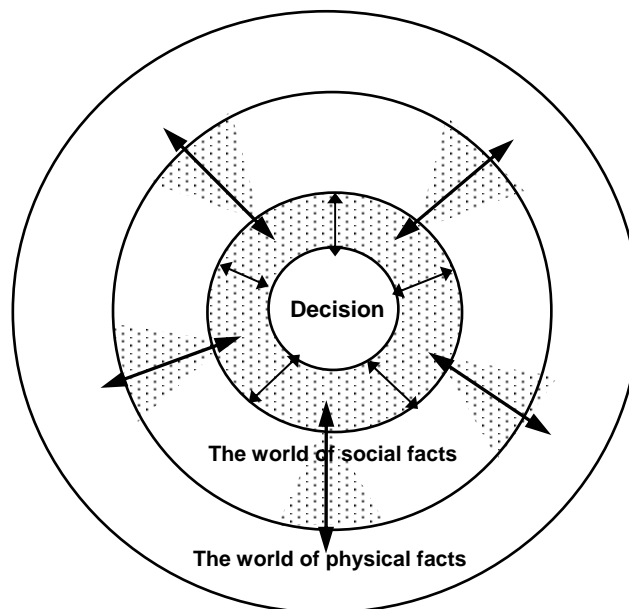 Decision
The world of social facts
The world of physical facts